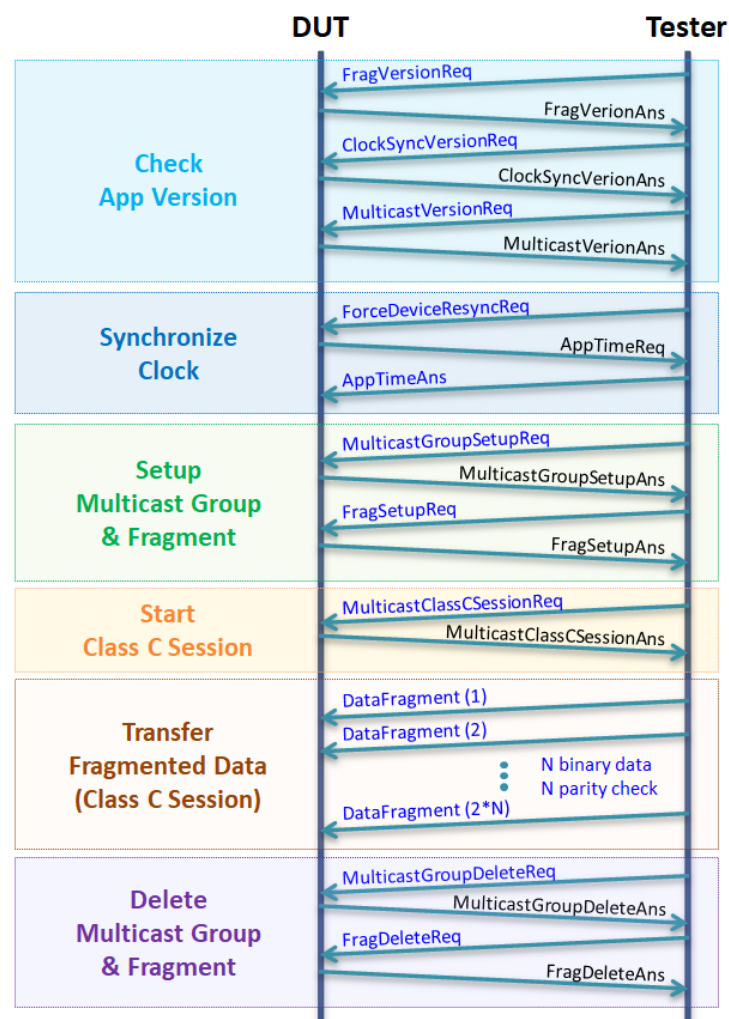 DUT
Tester
Check
App Version
FragVersionReq
FragVerionAns
ClockSyncVersionReq
ClockSyncVerionAns
MulticastVersionReq
MulticastVerionAns
Synchronize
Clock
ForceDeviceResyncReq
AppTimeReq
AppTimeAns
Setup
Multicast Group
& Fragment
MulticastGroupSetupReq
MulticastGroupSetupAns
FragSetupReq
FragSetupAns
Start
Class C Session
MulticastClassCSessionReq
MulticastClassCSessionAns
Transfer
Fragmented Data
(Class C Session)
DataFragment (1)
DataFragment (2)
N binary data
N parity check
DataFragment (2*N)
Delete
Multicast Group
& Fragment
MulticastGroupDeleteReq
MulticastGroupDeleteAns
FragDeleteReq
FragDeleteAns